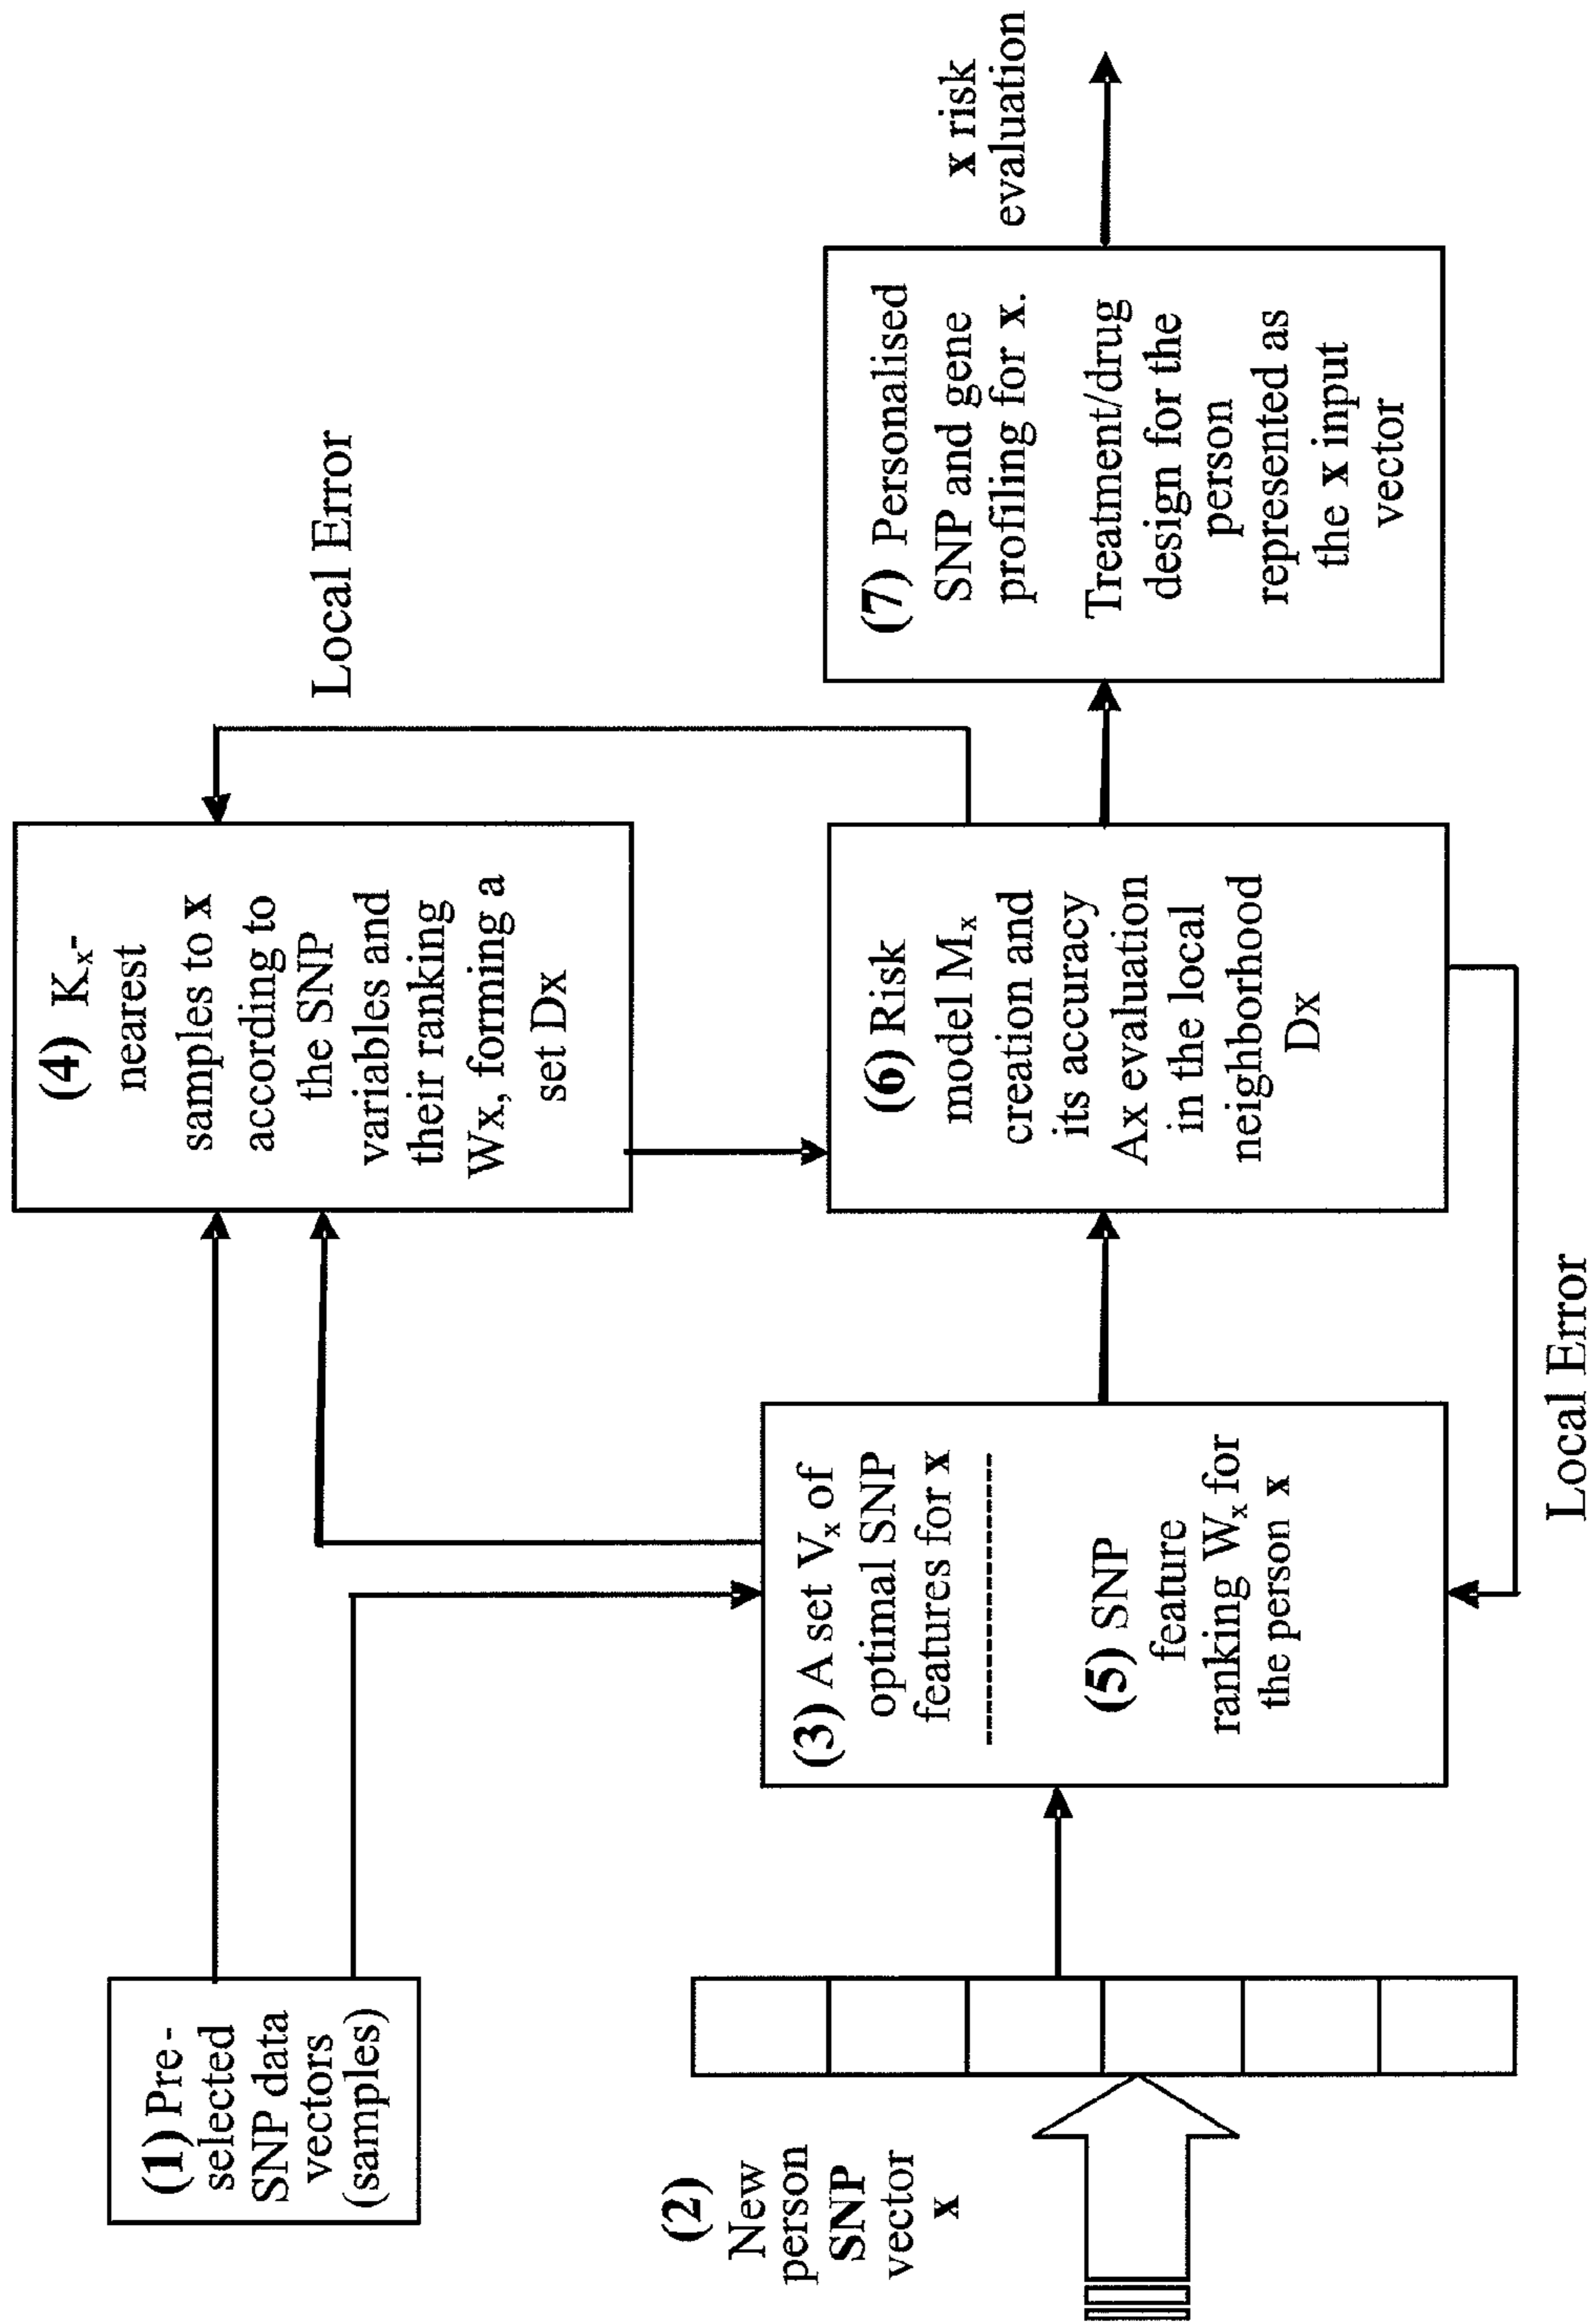 (1) Pre-
selected
SNP data
vectors
(samples)
(2)
New
person
SNP
vector
x
(3) A set Vx of
optimal SNP
features for x
(5) SNP
feature
ranking Wx for
the person x
(4) Kx-
nearest
samples to x
according to
the SNP
variables and
their ranking
Wx, forming a
set Dx
(6) Risk
model Mx
creation and
its accuracy
Ax evaluation
in the local
neighborhood
Dx
Local Error
Local Error
(7) Personalised
SNP and gene
profiling for x.
Treatment/drug
design for the
person
represented as
the x input
vector
x risk
evaluation